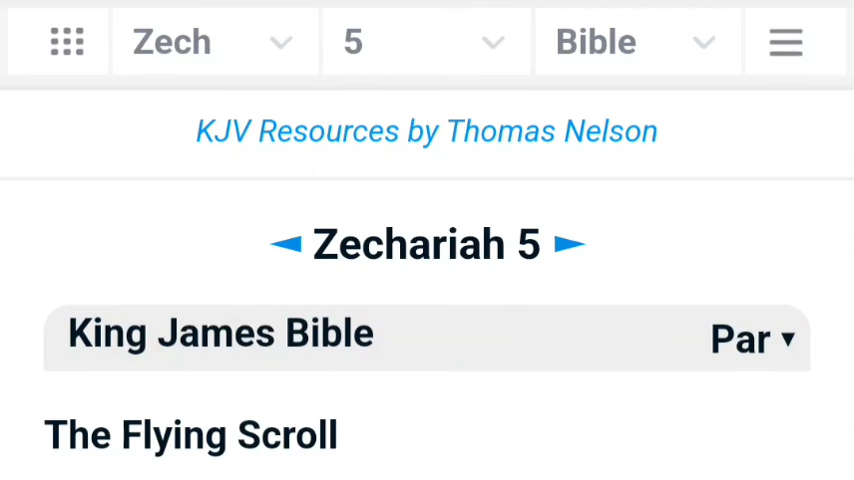 Zech 5 Bible
KJV Resources by Thomas Nelson
◄ Zechariah 5 ►
King James Bible Par ▾
The Flying Scroll